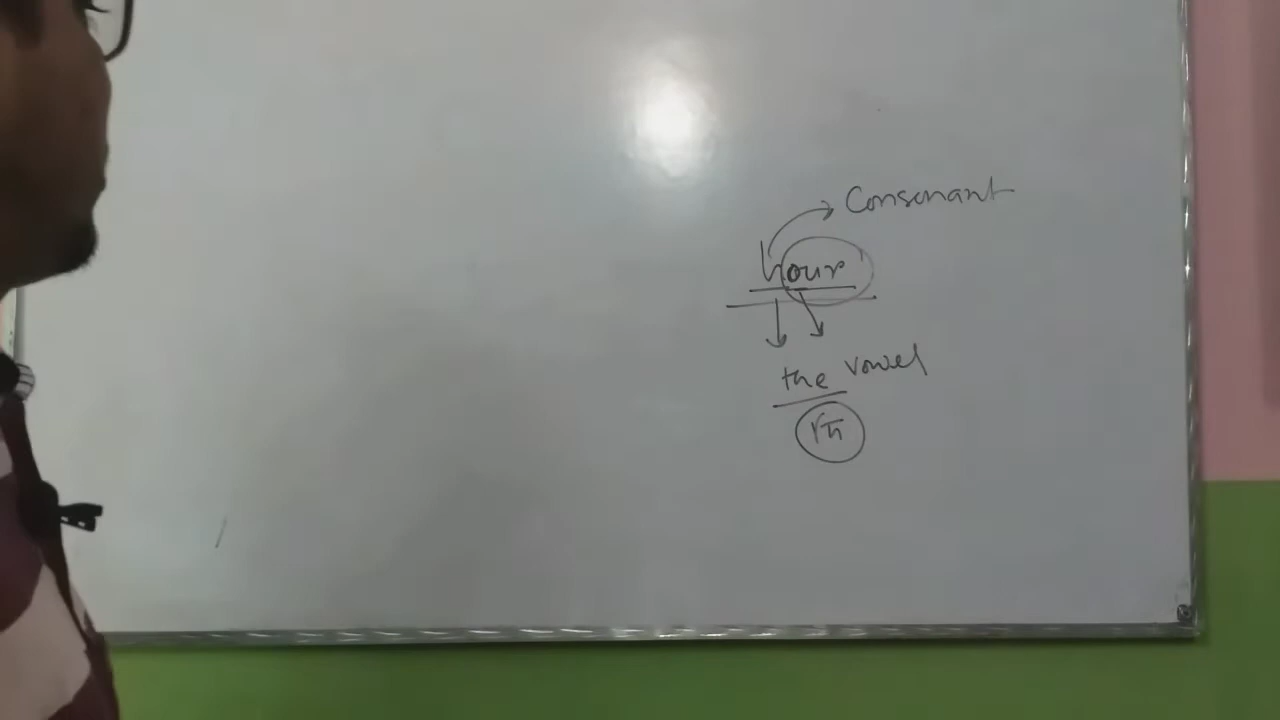 Consonant
hour
the vowel
दि